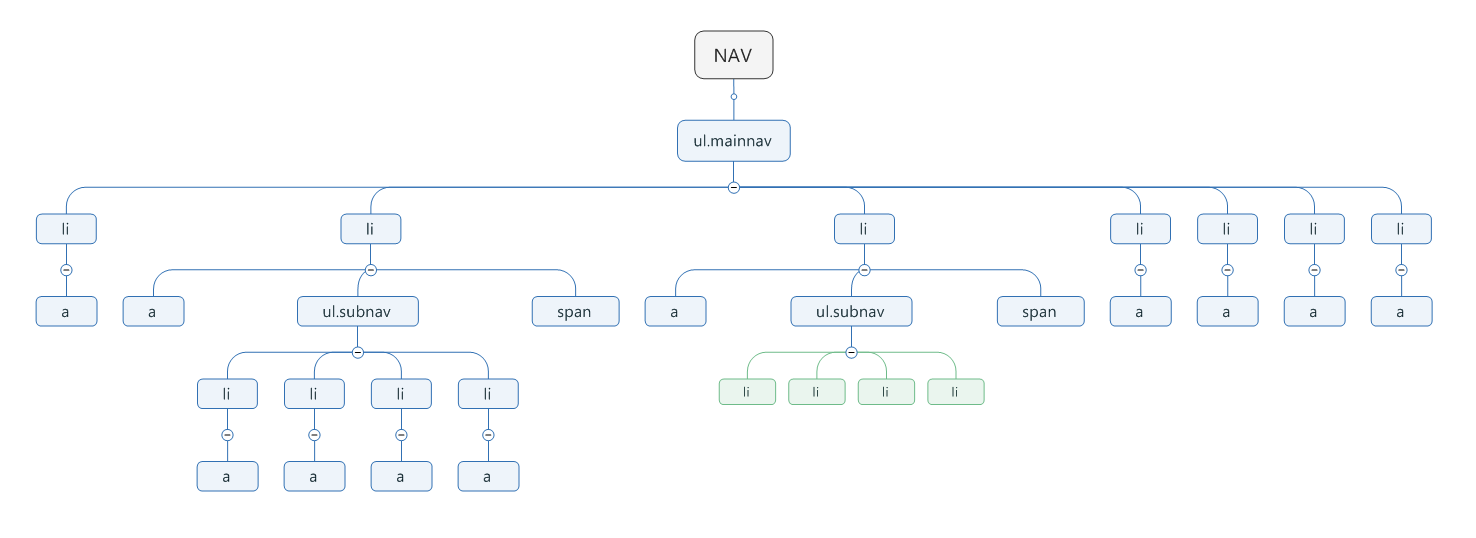 NAV
ul.mainnav
li li li li li li li
a a ul.subnav span a ul.subnav span a a a a
li li li li li li li li
a a a a